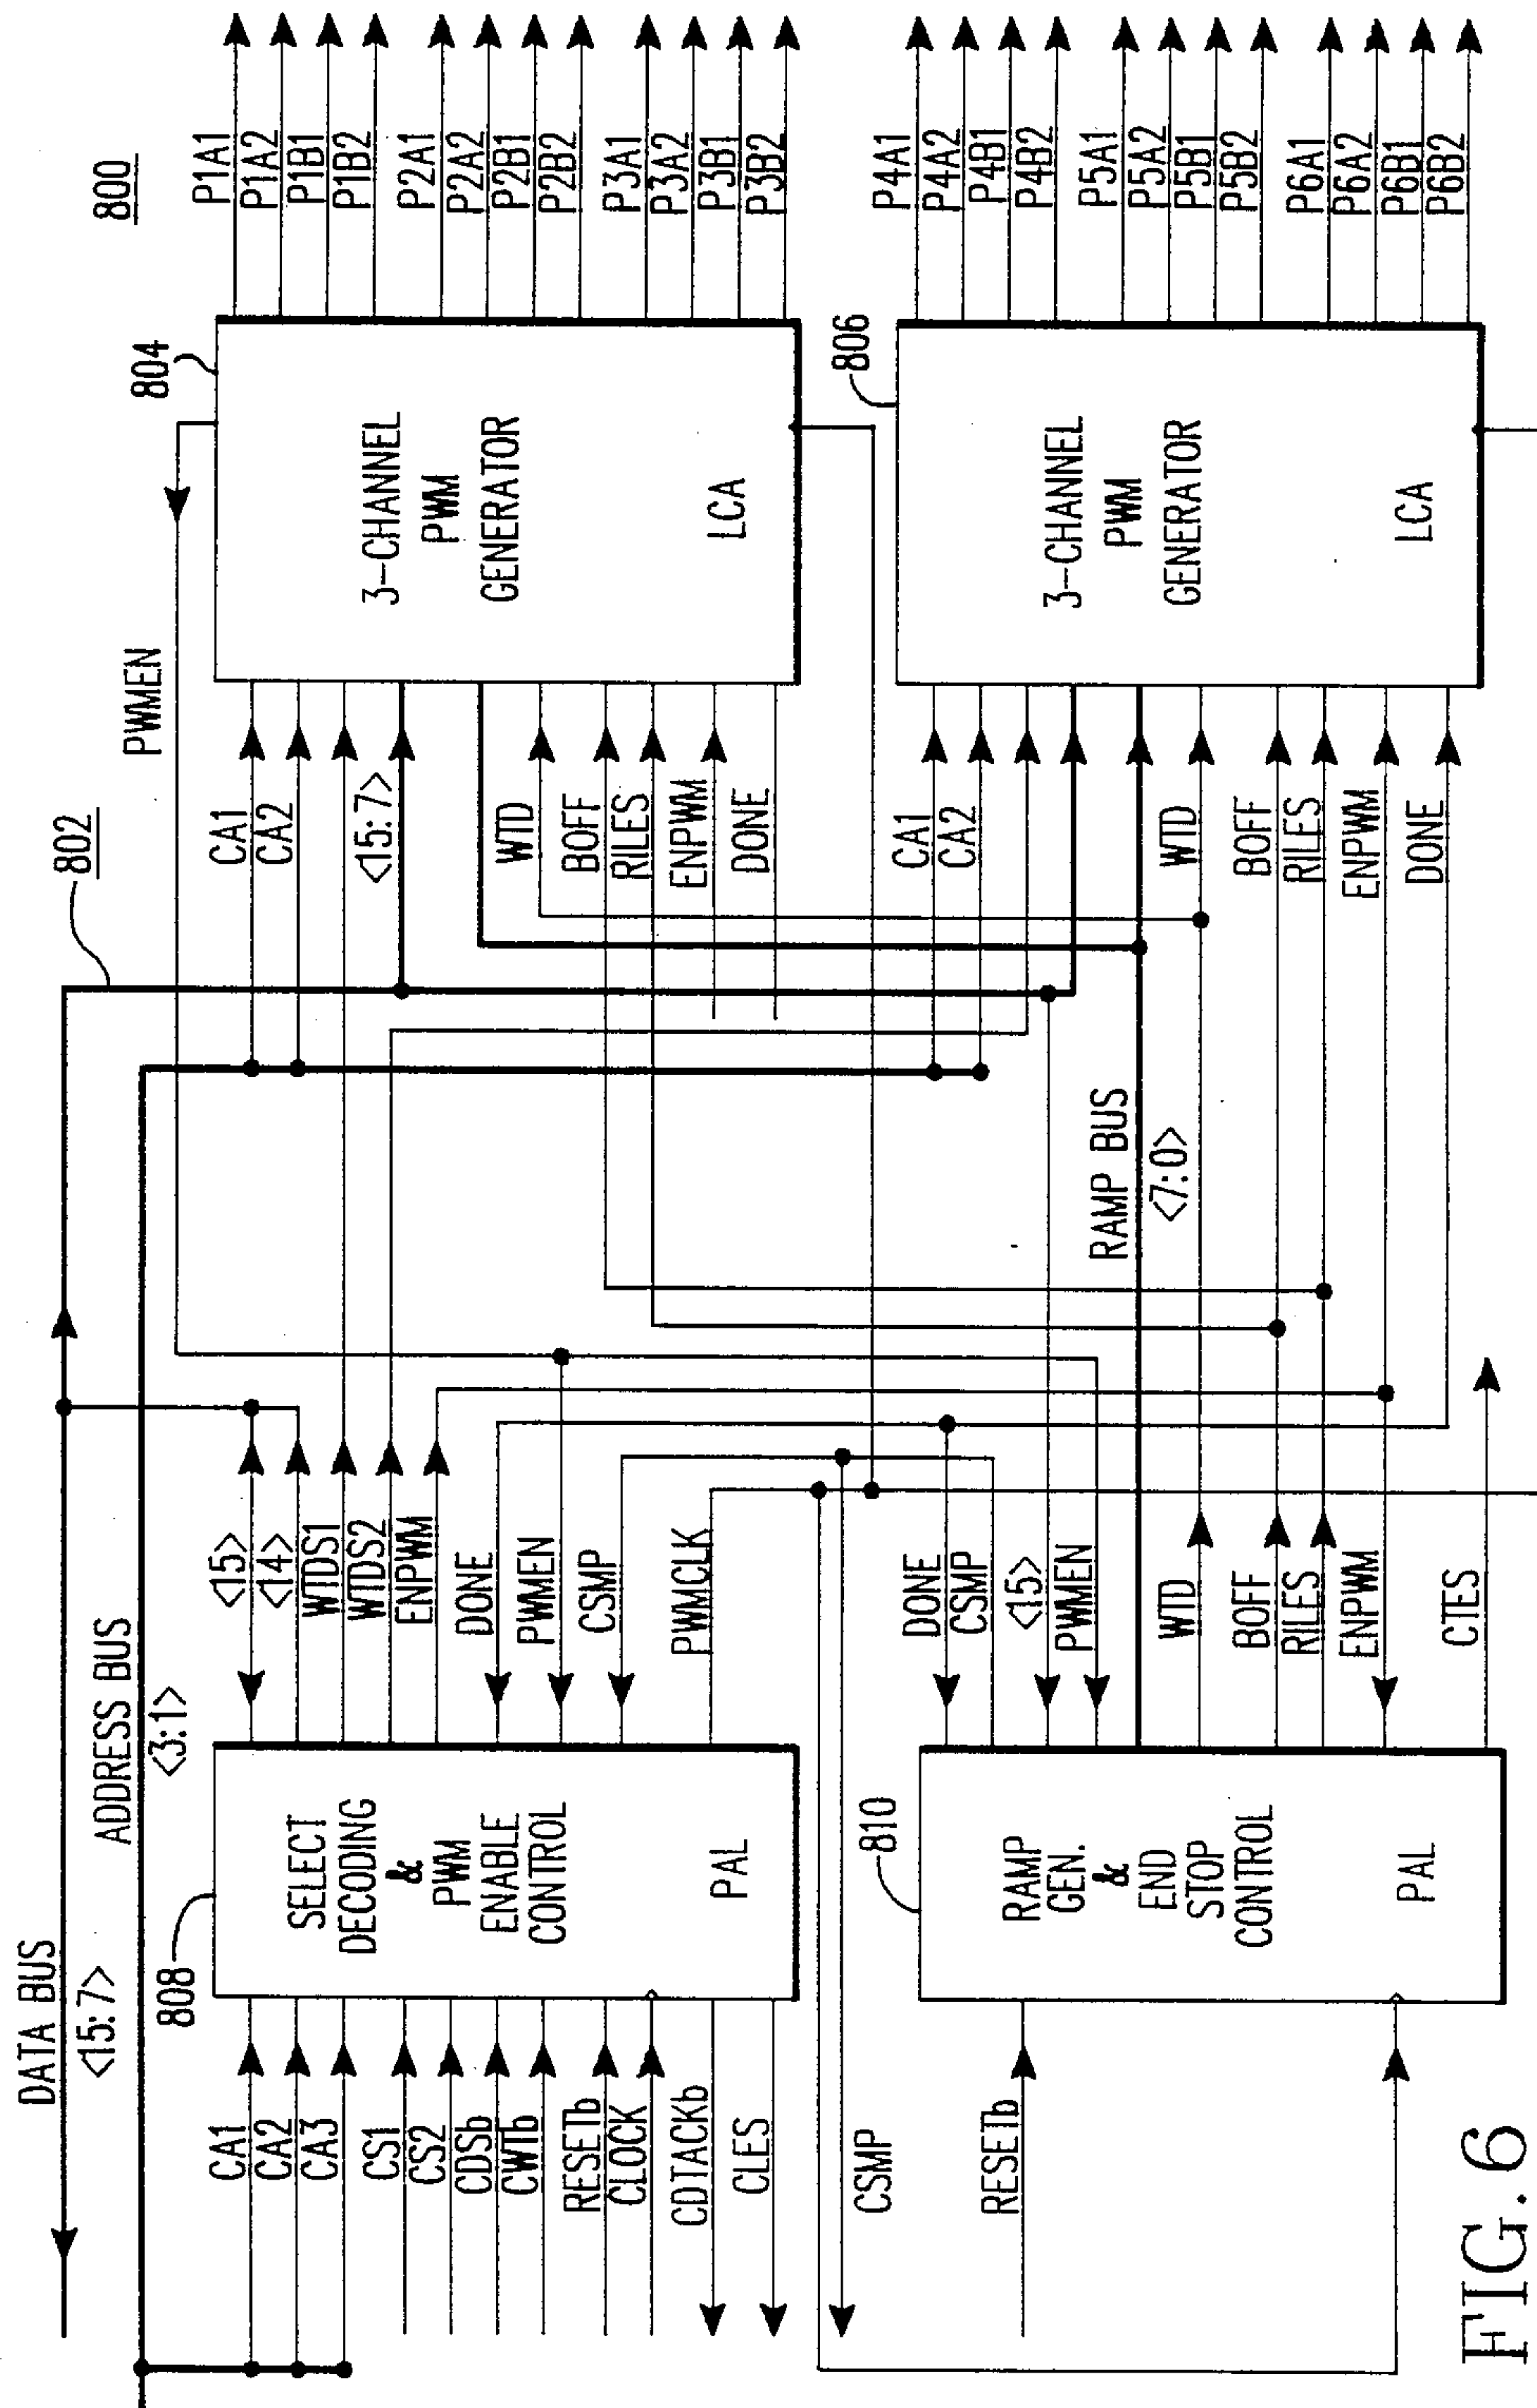 800
DATA BUS
<15:7>
ADDRESS BUS
<3:1>
802
PWMEN
808
CA1
CA2
CA3
CS1
CS2
CDSb
CWTb
RESETb
CLOCK
CDTACKb
CLES
CSMP
SELECT
DECODING
&
PWM
ENABLE
CONTROL
PAL
<15>
<14>
WTDS1
WTDS2
ENPWM
DONE
PWMEN
CSMP
PWMCLK
CA1
CA2
<15:7>
WTD
BOFF
RILES
ENPWM
DONE
804
3-CHANNEL
PWM
GENERATOR
LCA
P1A1
P1A2
P1B1
P1B2
P2A1
P2A2
P2B1
P2B2
P3A1
P3A2
P3B1
P3B2
810
RESETb
RAMP
GEN.
&
END
STOP
CONTROL
PAL
DONE
CSMP
<15>
PWMEN
WTD
BOFF
RILES
ENPWM
CTES
RAMP BUS
<7:0>
CA1
CA2
WTD
BOFF
RILES
ENPWM
DONE
806
3-CHANNEL
PWM
GENERATOR
LCA
P4A1
P4A2
P4B1
P4B2
P5A1
P5A2
P5B1
P5B2
P6A1
P6A2
P6B1
P6B2
FIG. 6